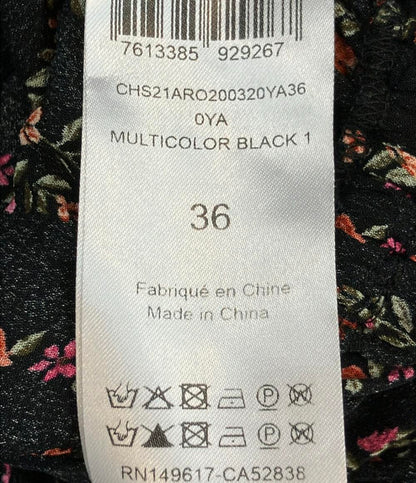 7613385 929267
CHS21ARO200320YA36
0YA
MULTICOLOR BLACK 1
36
Fabriqué en Chine
Made in China
RN149617-CA52838